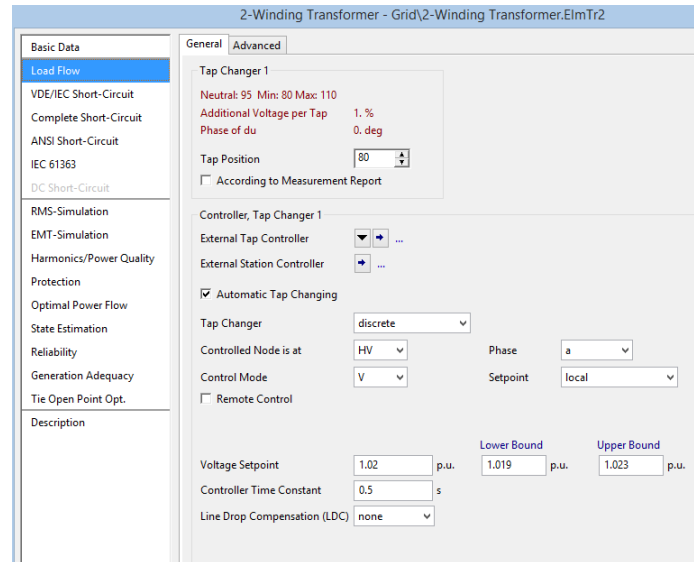 2-Winding Transformer - Grid\2-Winding Transformer.ElmTr2
Basic Data
Load Flow
VDE/IEC Short-Circuit
Complete Short-Circuit
ANSI Short-Circuit
IEC 61363
DC Short-Circuit
RMS-Simulation
EMT-Simulation
Harmonics/Power Quality
Protection
Optimal Power Flow
State Estimation
Reliability
Generation Adequacy
Tie Open Point Opt.
Description
General Advanced
Tap Changer 1
Neutral: 95 Min: 80 Max: 110
Additional Voltage per Tap 1. %
Phase of du 0. deg
Tap Position 80
According to Measurement Report
Controller, Tap Changer 1
External Tap Controller ...
External Station Controller ...
Automatic Tap Changing
Tap Changer discrete
Controlled Node is at HV Phase a
Control Mode V Setpoint local
Remote Control
Lower Bound Upper Bound
Voltage Setpoint 1.02 p.u. 1.019 p.u. 1.023 p.u.
Controller Time Constant 0.5 s
Line Drop Compensation (LDC) none